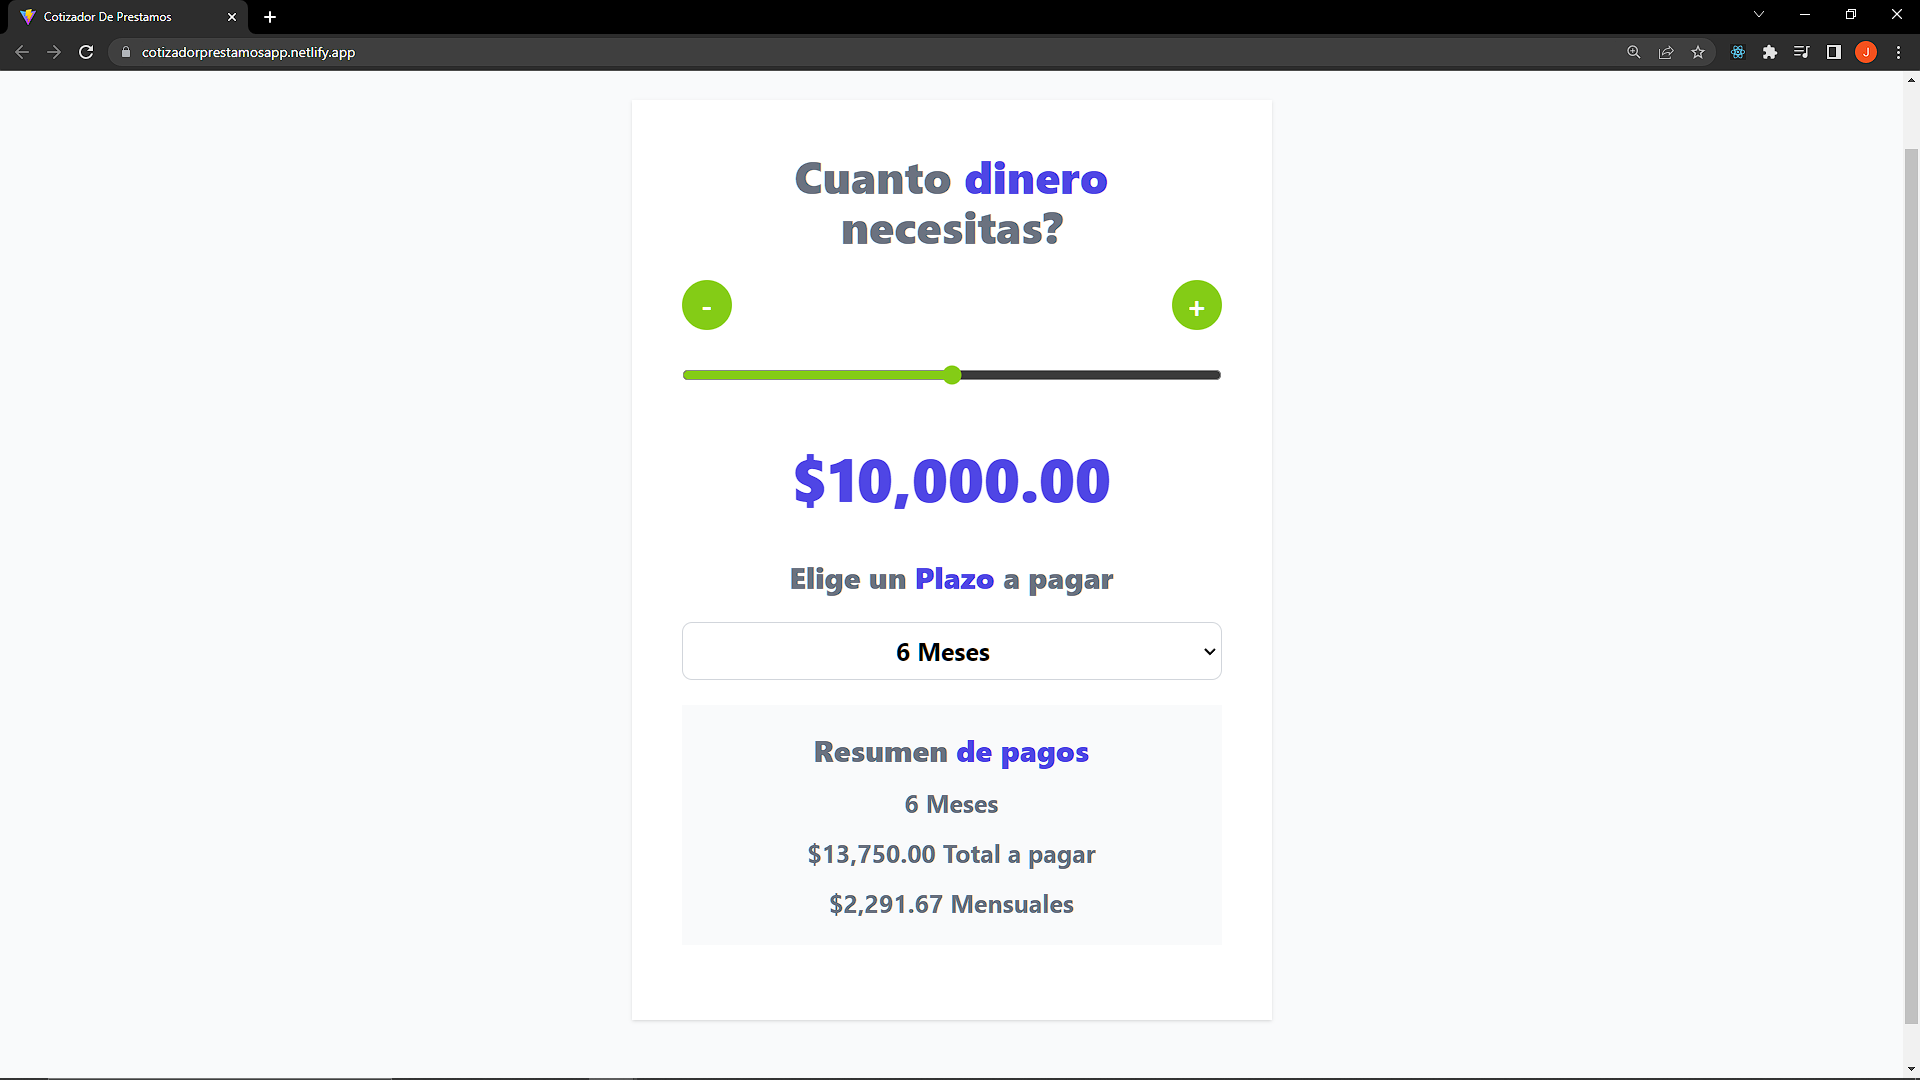 Cotizador De Prestamos
cotizadorprestamosapp.netlify.app
J
Cuanto dinero
necesitas?
-
+
$10,000.00
Elige un Plazo a pagar
6 Meses
Resumen de pagos
6 Meses
$13,750.00 Total a pagar
$2,291.67 Mensuales